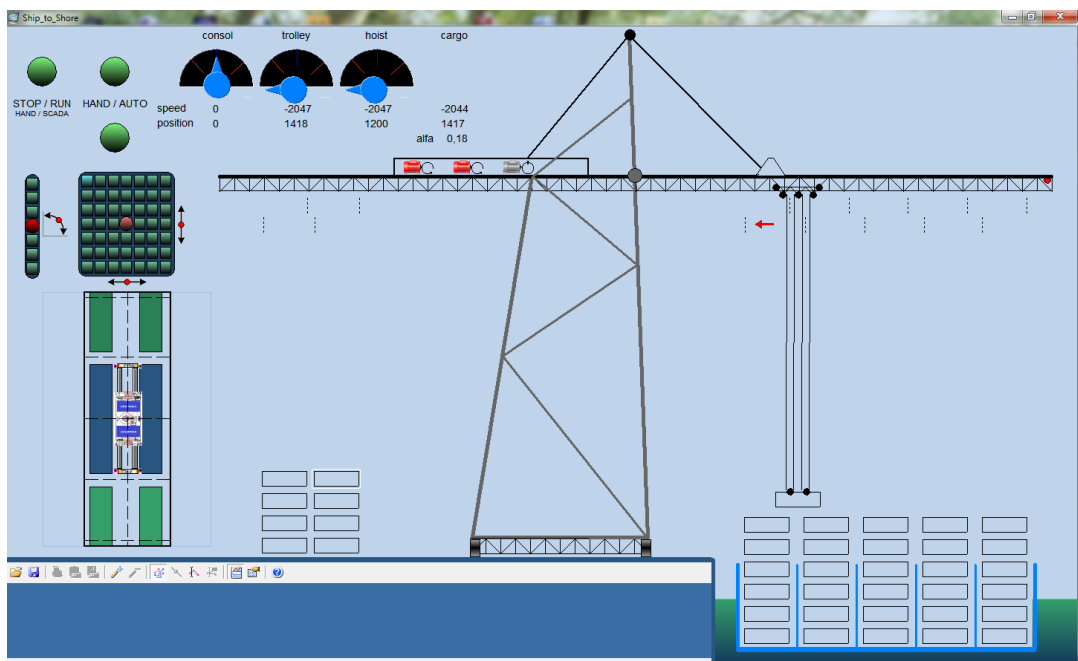 Ship_to_Shore
consol trolley hoist cargo
STOP / RUN HAND / AUTO
HAND / SCADA
speed 0 -2047 -2047 -2044
position 0 1418 1200 1417
alfa 0,18